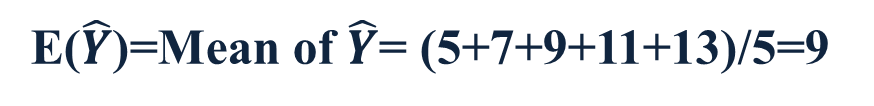 E(Ŷ)=Mean of Ŷ= (5+7+9+11+13)/5=9